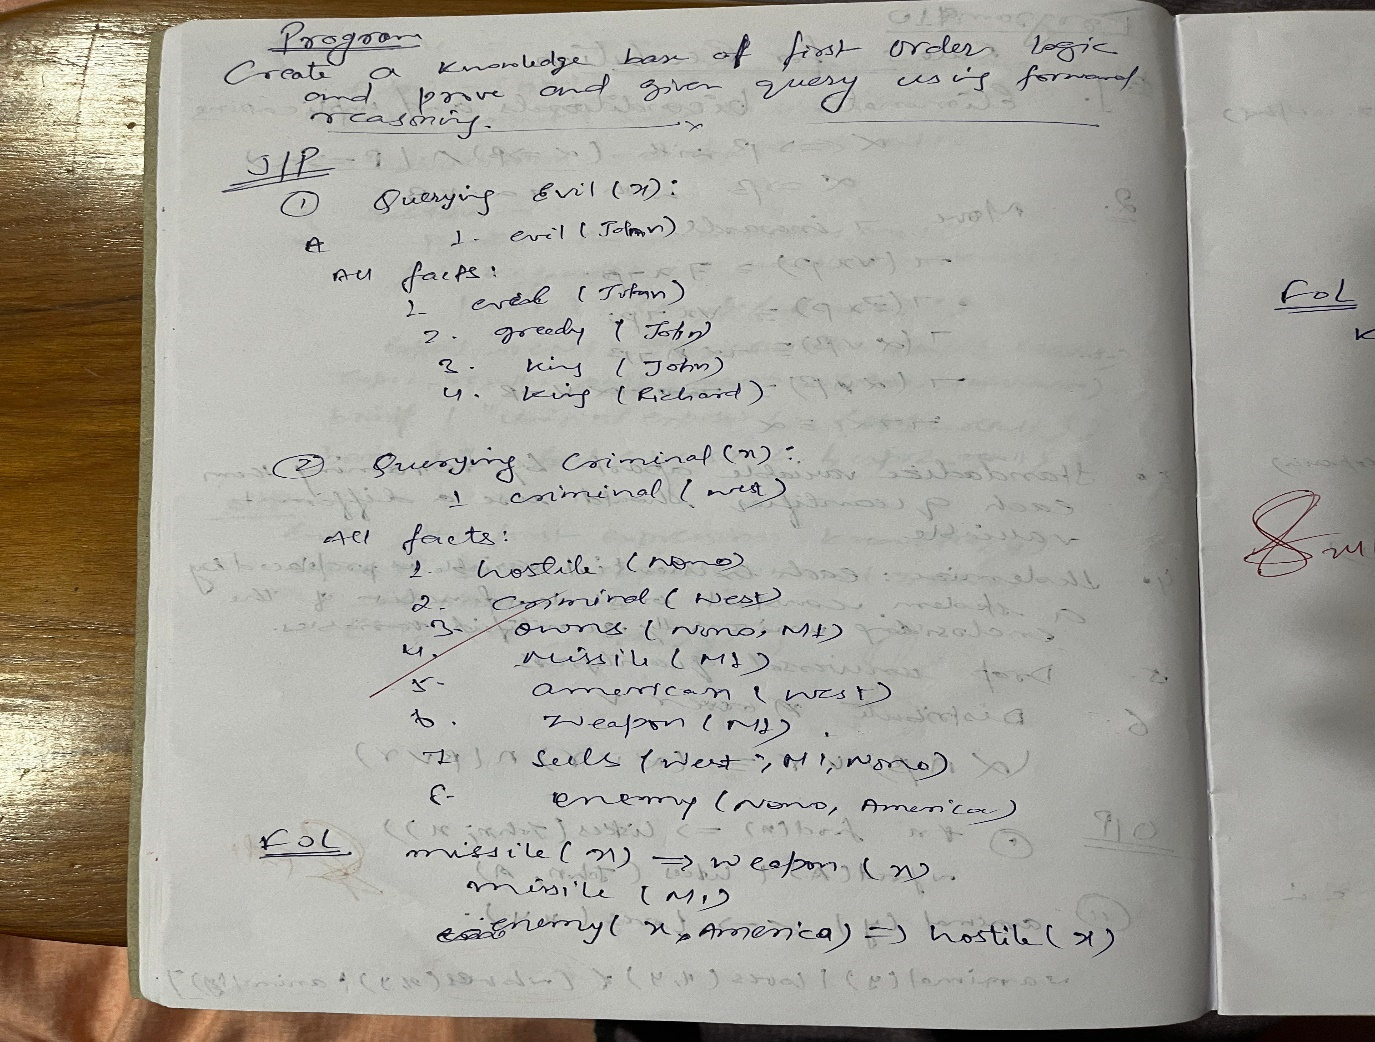 Program
Create a knowledge base of first order logic
and prove and given query using forward
reasoning.
I/P
① Querying Evil(x):
1. evil (John)
A
All facts:
1. evil (John)
2. greedy (John)
3. King (John)
4. King (Richard)
② Querying Criminal(x):
1 criminal (west)
All facts:
1. hostile (nono)
2. Criminal (West)
3. owns (Nono, M1)
4. Missile (M1)
5- American (West)
6. Weapon (M1)
7. Sells (West, M1, Nono)
8- enemy (Nono, America)
FOL missile(x) => weapon(x).
missile (M1)
enemy(x, America) => hostile(x)
FOL
K
8m